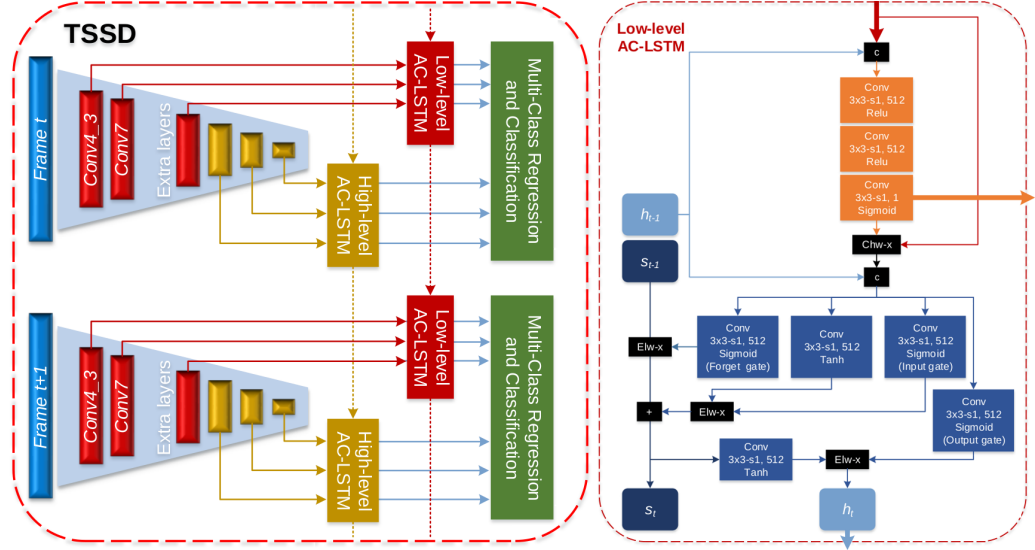 TSSD
Frame t
Conv4_3
Conv7
Extra layers
Low-level
AC-LSTM
High-level
AC-LSTM
Multi-Class Regression
and Classification
Frame t+1
Conv4_3
Conv7
Extra layers
Low-level
AC-LSTM
High-level
AC-LSTM
Multi-Class Regression
and Classification
Low-level
AC-LSTM
c
Conv
3x3-s1, 512
Relu
Conv
3x3-s1, 512
Relu
Conv
3x3-s1, 1
Sigmoid
h_{t-1}
Chw-x
s_{t-1}
c
Conv
3x3-s1, 512
Sigmoid
(Forget gate)
Conv
3x3-s1, 512
Tanh
Conv
3x3-s1, 512
Sigmoid
(Input gate)
Elw-x
+
Elw-x
Conv
3x3-s1, 512
Sigmoid
(Output gate)
Conv
3x3-s1, 512
Tanh
Elw-x
s_t
h_t